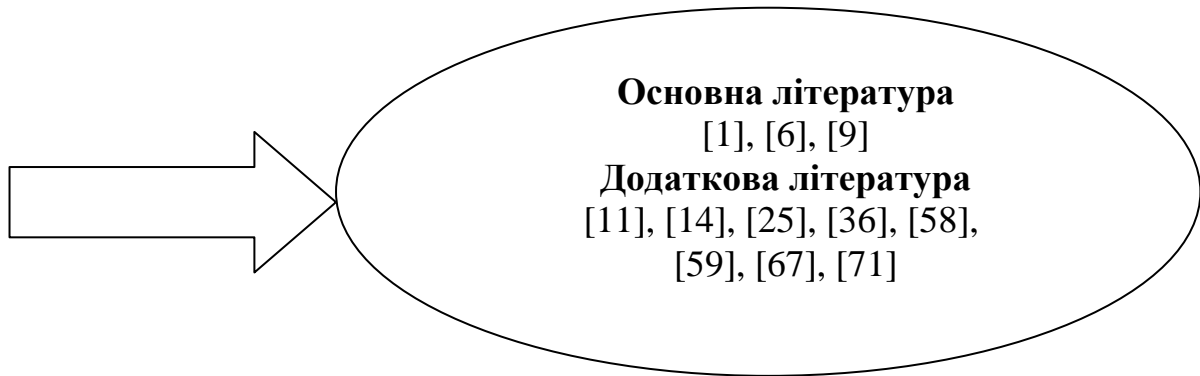 Основна література
[1], [6], [9]
Додаткова література
[11], [14], [25], [36], [58],
[59], [67], [71]